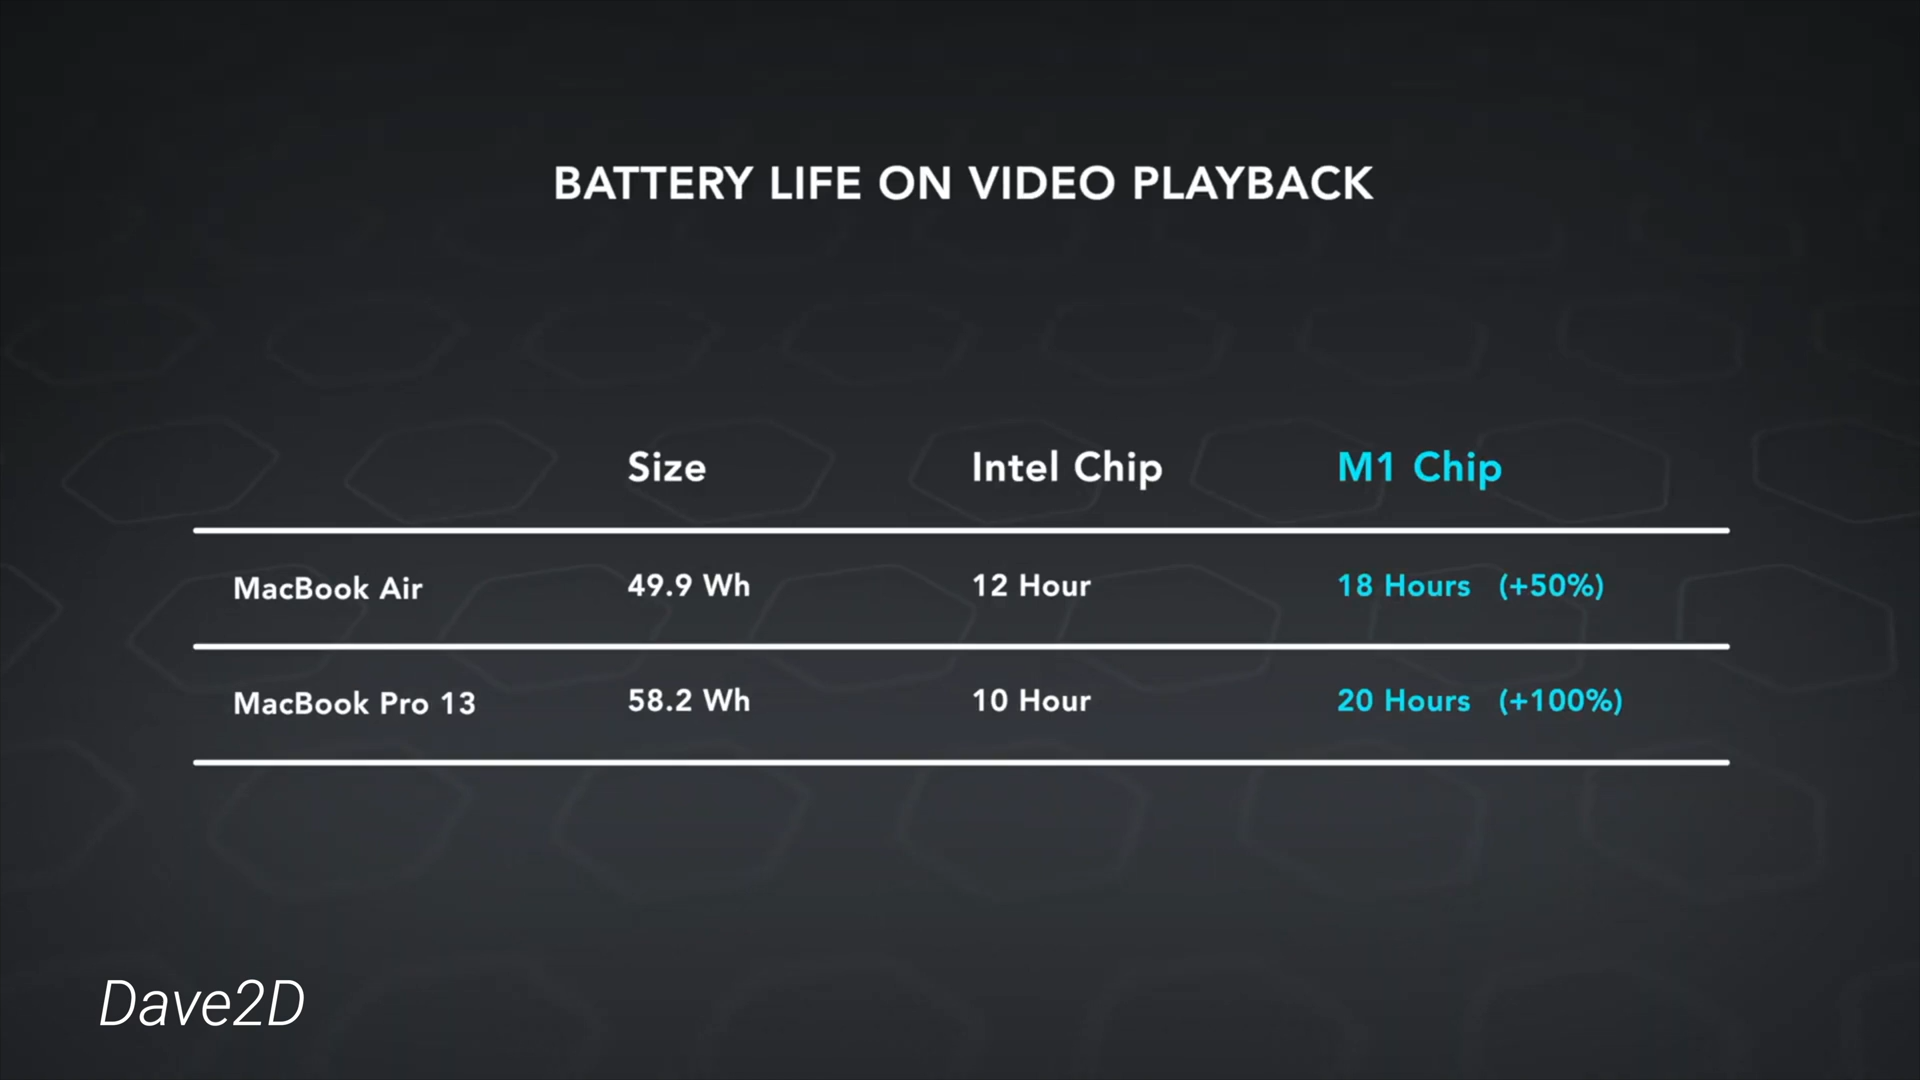 BATTERY LIFE ON VIDEO PLAYBACK
Size Intel Chip M1 Chip
MacBook Air 49.9 Wh 12 Hour 18 Hours (+50%)
MacBook Pro 13 58.2 Wh 10 Hour 20 Hours (+100%)
Dave2D